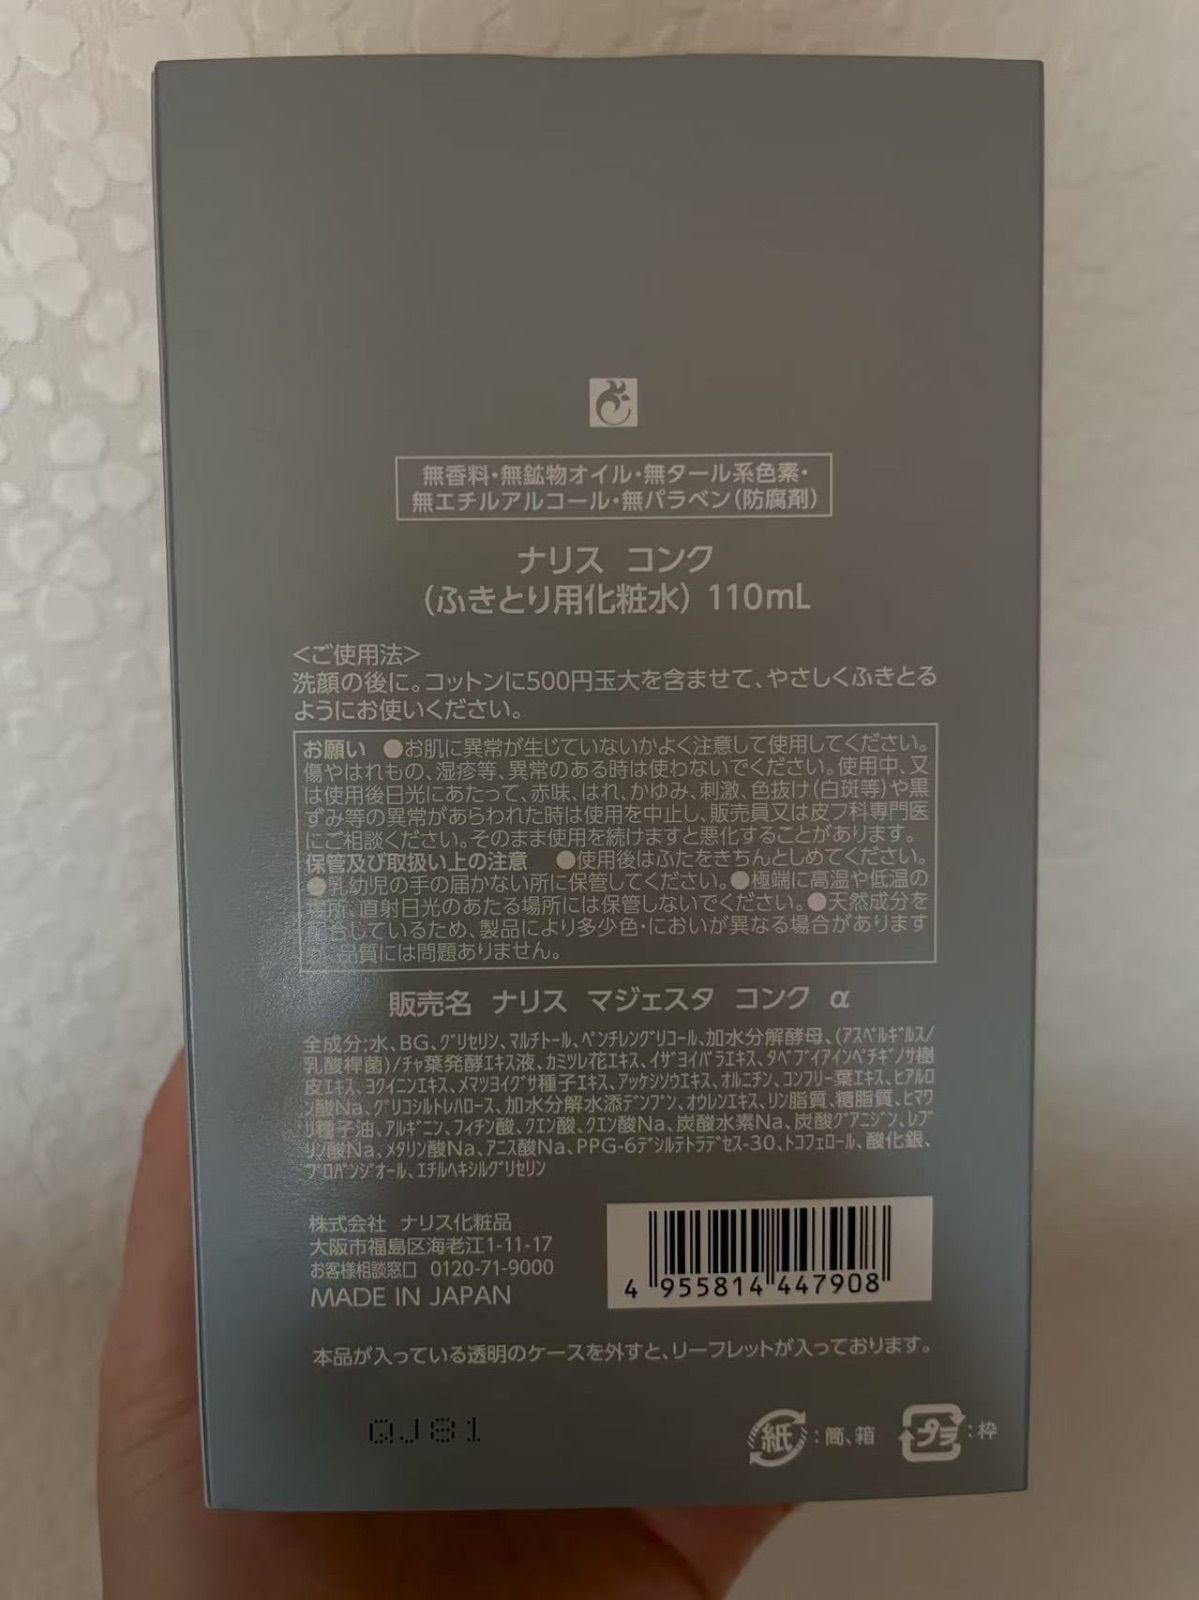 無香料・無鉱物オイル・無タール系色素・
無エチルアルコール・無パラベン(防腐剤)
ナリス コンク
(ふきとり用化粧水) 110mL
<ご使用法>
洗顔の後に。コットンに500円玉大を含ませて、やさしくふきとる
ようにお使いください。
お願い ●お肌に異常が生じていないかよく注意して使用してください。
傷やはれもの、湿疹等、異常のある時は使わないでください。使用中、又
は使用後日光にあたって、赤味、はれ、かゆみ、刺激、色抜け(白斑等)や黒
ずみ等の異常があらわれた時は使用を中止し、販売員又は皮フ科専門医
にご相談ください。そのまま使用を続けますと悪化することがあります。
保管及び取扱い上の注意 ●使用後はふたをきちんとしめてください。
●乳幼児の手の届かない所に保管してください。●極端に高温や低温の
場所、直射日光のあたる場所には保管しないでください。●天然成分を
配合しているため、製品により多少色・においが異なる場合があります
が、品質には問題ありません。
販売名 ナリス マジェスタ コンク α
全成分:水、BG、グリセリン、マルチトール、ペンチレングリコール、加水分解酵母、(アスペルギルス/
乳酸桿菌)/チャ葉発酵エキス液、カミツレ花エキス、イザヨイバラエキス、タベブイアインペチギノサ樹
皮エキス、ヨクイニンエキス、メマツヨイグサ種子エキス、アッケシソウエキス、オルニチン、コンフリー葉エキス、ヒアルロ
ン酸Na、グリコシルトレハロース、加水分解水添デンプン、オウレンエキス、リン脂質、糖脂質、ヒマワ
リ種子油、アルギニン、フィチン酸、クエン酸、クエン酸Na、炭酸水素Na、炭酸グアニジン、レブ
リン酸Na、メタリン酸Na、アニス酸Na、PPG-6デシルテトラデセス-30、トコフェロール、酸化銀、
プロパンジオール、エチルヘキシルグリセリン
株式会社 ナリス化粧品
大阪市福島区海老江1-11-17
お客様相談窓口 0120-71-9000
MADE IN JAPAN
4 955814 447908
本品が入っている透明のケースを外すと、リーフレットが入っております。
QJ81
紙:筒、箱 プラ:枠